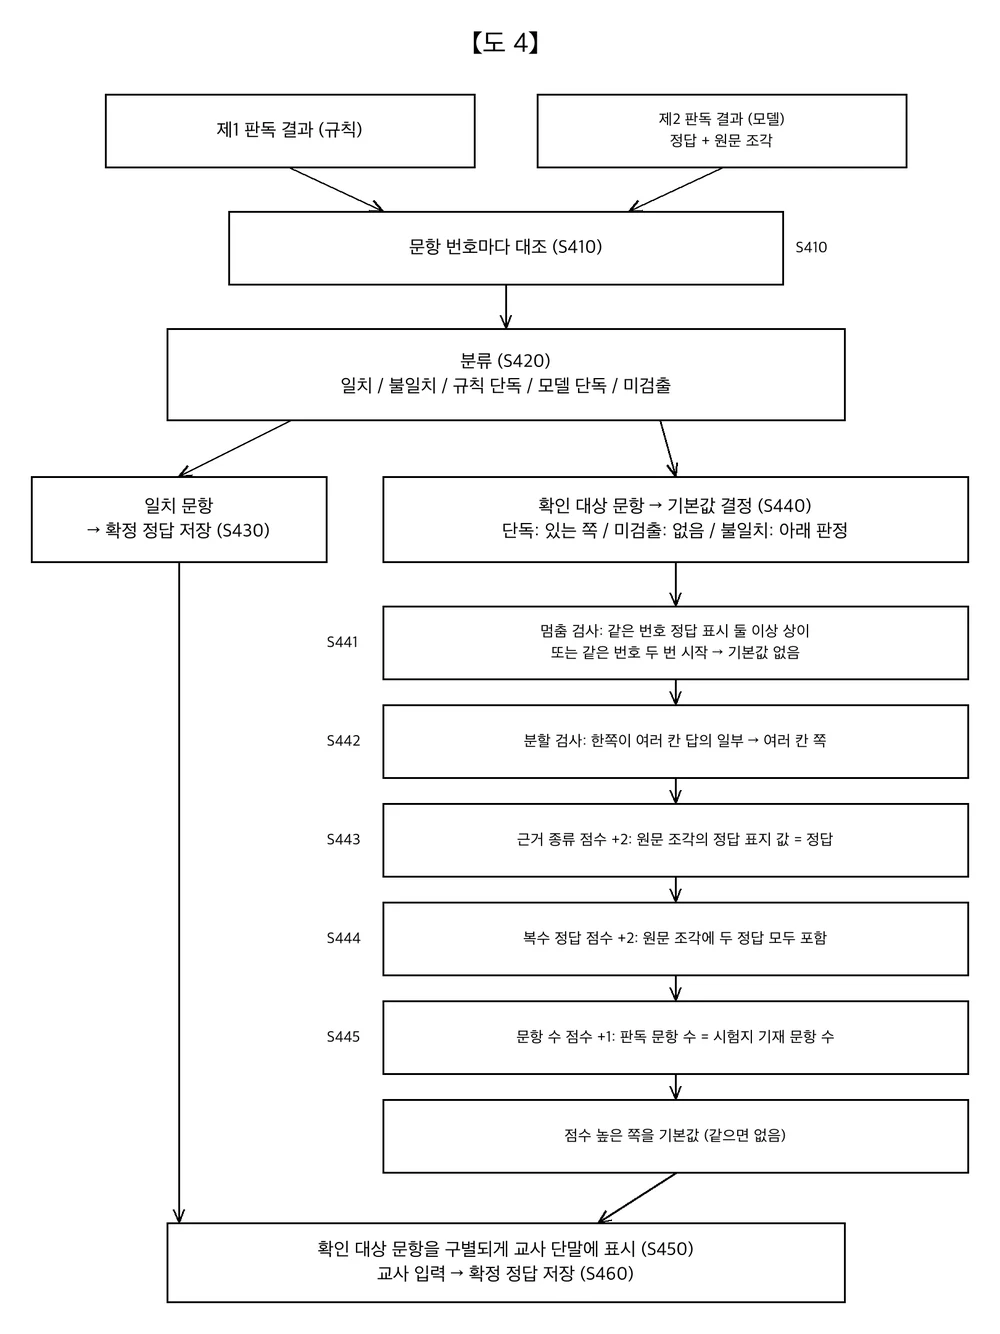 【도 4】
제1 판독 결과 (규칙)
제2 판독 결과 (모델)
정답 + 원문 조각
문항 번호마다 대조 (S410)
S410
분류 (S420)
일치 / 불일치 / 규칙 단독 / 모델 단독 / 미검출
일치 문항
→ 확정 정답 저장 (S430)
확인 대상 문항 → 기본값 결정 (S440)
단독: 있는 쪽 / 미검출: 없음 / 불일치: 아래 판정
S441
멈춤 검사: 같은 번호 정답 표시 둘 이상 상이
또는 같은 번호 두 번 시작 → 기본값 없음
S442
분할 검사: 한쪽이 여러 칸 답의 일부 → 여러 칸 쪽
S443
근거 종류 점수 +2: 원문 조각의 정답 표지 값 = 정답
S444
복수 정답 점수 +2: 원문 조각에 두 정답 모두 포함
S445
문항 수 점수 +1: 판독 문항 수 = 시험지 기재 문항 수
점수 높은 쪽을 기본값 (같으면 없음)
확인 대상 문항을 구별되게 교사 단말에 표시 (S450)
교사 입력 → 확정 정답 저장 (S460)